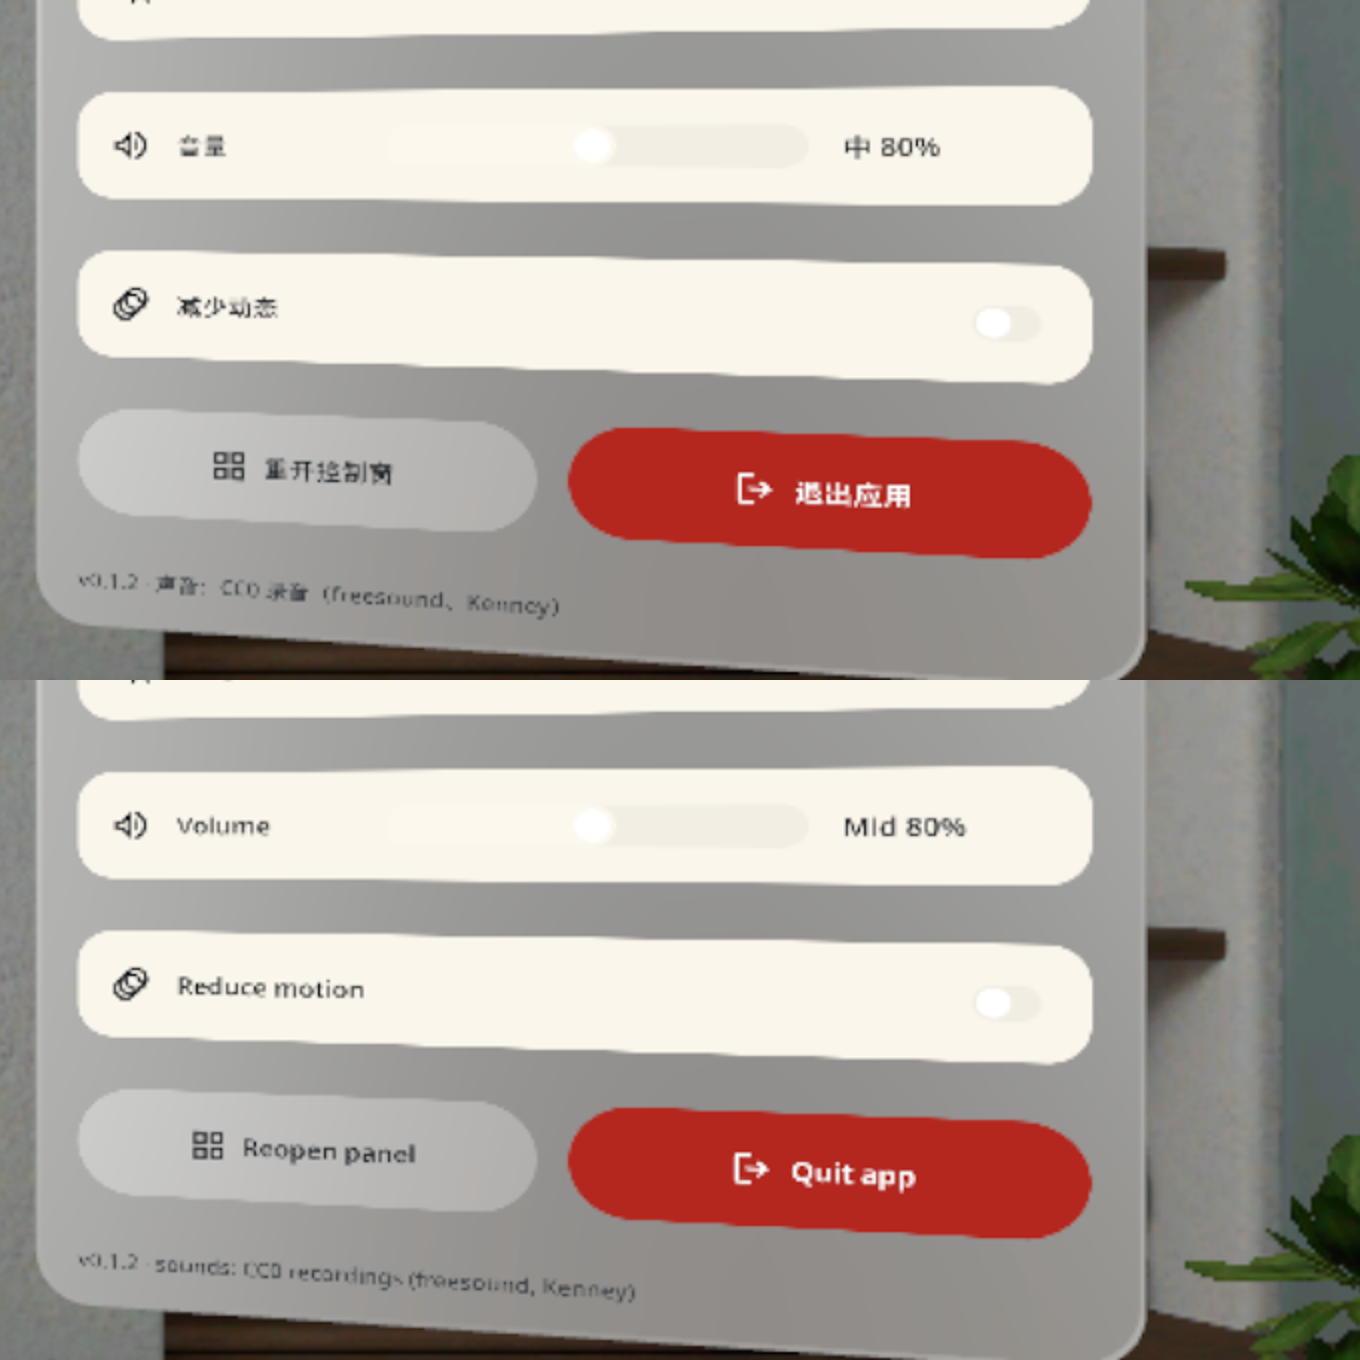 音量
中 80%
减少动态
重开控制窗
退出应用
v0.1.2 · 声音: CC0 录音 (freesound、Kenney)
Volume
Mid 80%
Reduce motion
Reopen panel
Quit app
v0.1.2 · sounds: CC0 recordings (freesound, Kenney)